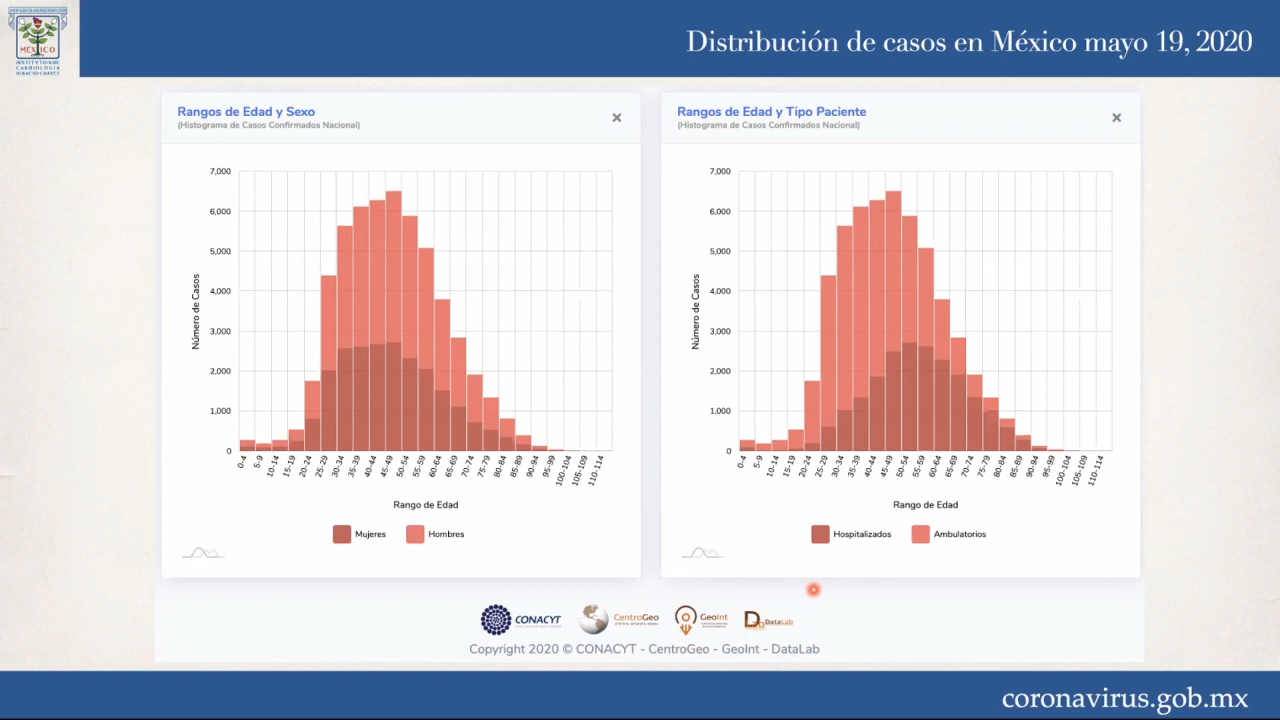 MEXICO
INSTITVTO·N·DE
CARDIOLOGIA
IGNACIO·CHAVEZ
Distribución de casos en México mayo 19, 2020
Rangos de Edad y Sexo
(Histograma de Casos Confirmados Nacional)
×
7,000
6,000
5,000
4,000
3,000
2,000
1,000
0
Número de Casos
0-4
5-9
10-14
15-19
20-24
25-29
30-34
35-39
40-44
45-49
50-54
55-59
60-64
65-69
70-74
75-79
80-84
85-89
90-94
95-99
100-104
105-109
110-114
Rango de Edad
Mujeres
Hombres
Rangos de Edad y Tipo Paciente
(Histograma de Casos Confirmados Nacional)
×
7,000
6,000
5,000
4,000
3,000
2,000
1,000
0
Número de Casos
0-4
5-9
10-14
15-19
20-24
25-29
30-34
35-39
40-44
45-49
50-54
55-59
60-64
65-69
70-74
75-79
80-84
85-89
90-94
95-99
100-104
105-109
110-114
Rango de Edad
Hospitalizados
Ambulatorios
CONACYT
CentroGeo
GeoInt
DataLab
Copyright 2020 © CONACYT - CentroGeo - GeoInt - DataLab
coronavirus.gob.mx